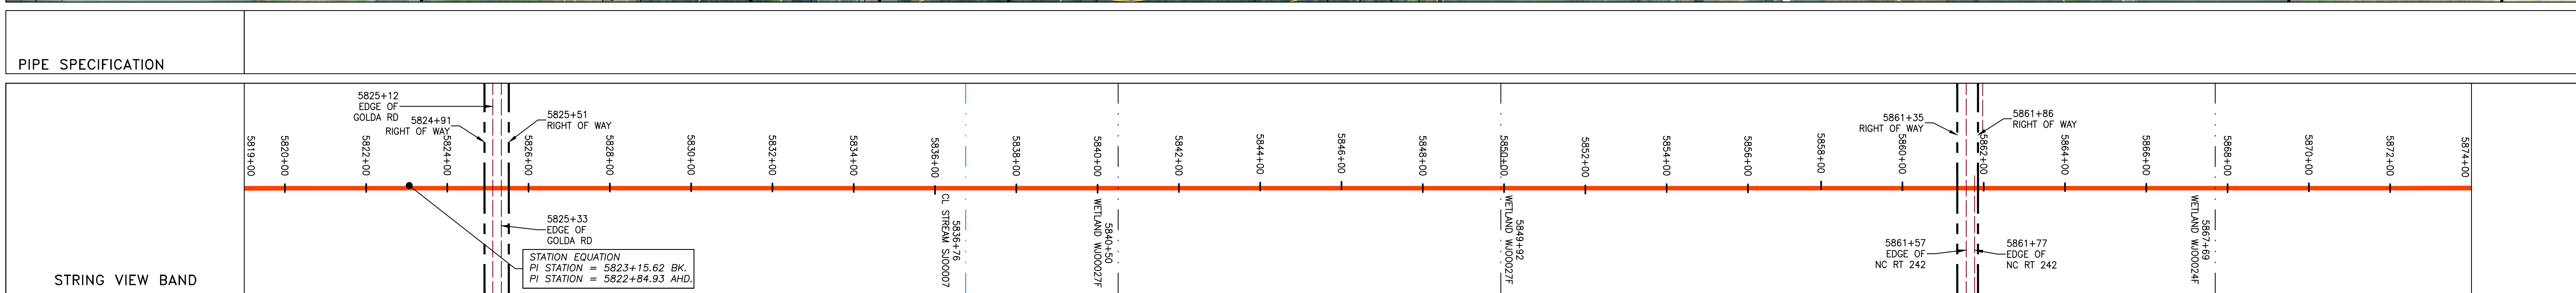 PIPE SPECIFICATION
STRING VIEW BAND
5819+00
5820+00
5822+00
5824+00
5826+00
5828+00
5830+00
5832+00
5834+00
5836+00
5838+00
5840+00
5842+00
5844+00
5846+00
5848+00
5850+00
5852+00
5854+00
5856+00
5858+00
5860+00
5862+00
5864+00
5866+00
5868+00
5870+00
5872+00
5874+00
5825+12
EDGE OF
GOLDA RD
5824+91
RIGHT OF WAY
5825+51
RIGHT OF WAY
5825+33
EDGE OF
GOLDA RD
STATION EQUATION
PI STATION = 5823+15.62 BK.
PI STATION = 5822+84.93 AHD.
5836+76
CL STREAM SJ00007
5840+50
WETLAND WJ00027F
5849+92
WETLAND WJ00027F
5861+35
RIGHT OF WAY
5861+86
RIGHT OF WAY
5861+57
EDGE OF
NC RT 242
5861+77
EDGE OF
NC RT 242
5867+69
WETLAND WJ00024F